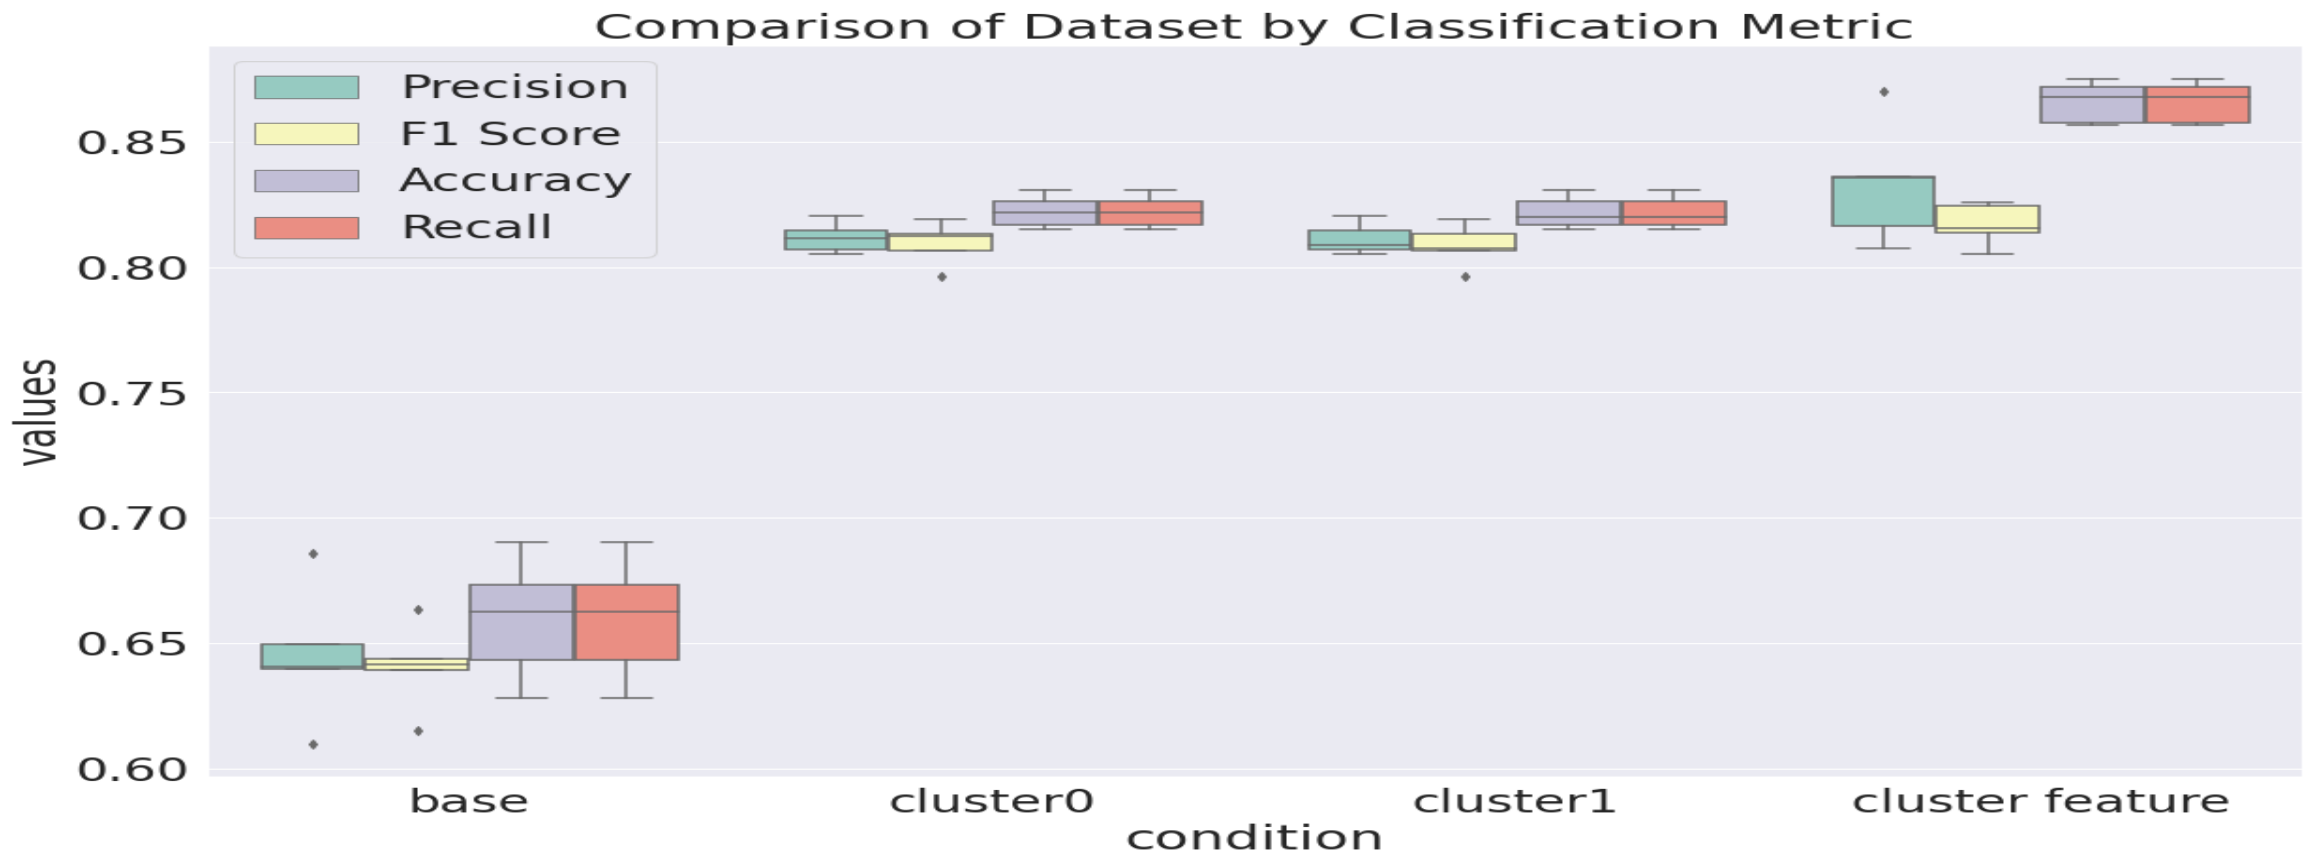 Comparison of Dataset by Classification Metric
Precision
F1 Score
Accuracy
Recall
0.85
0.80
0.75
0.70
0.65
0.60
values
base cluster0 cluster1 cluster feature
condition